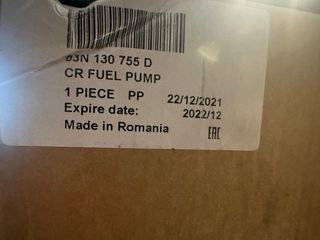 03N 130 755 D
CR FUEL PUMP
1 PIECE PP 22/12/2021
Expire date: 2022/12
Made in Romania EAC